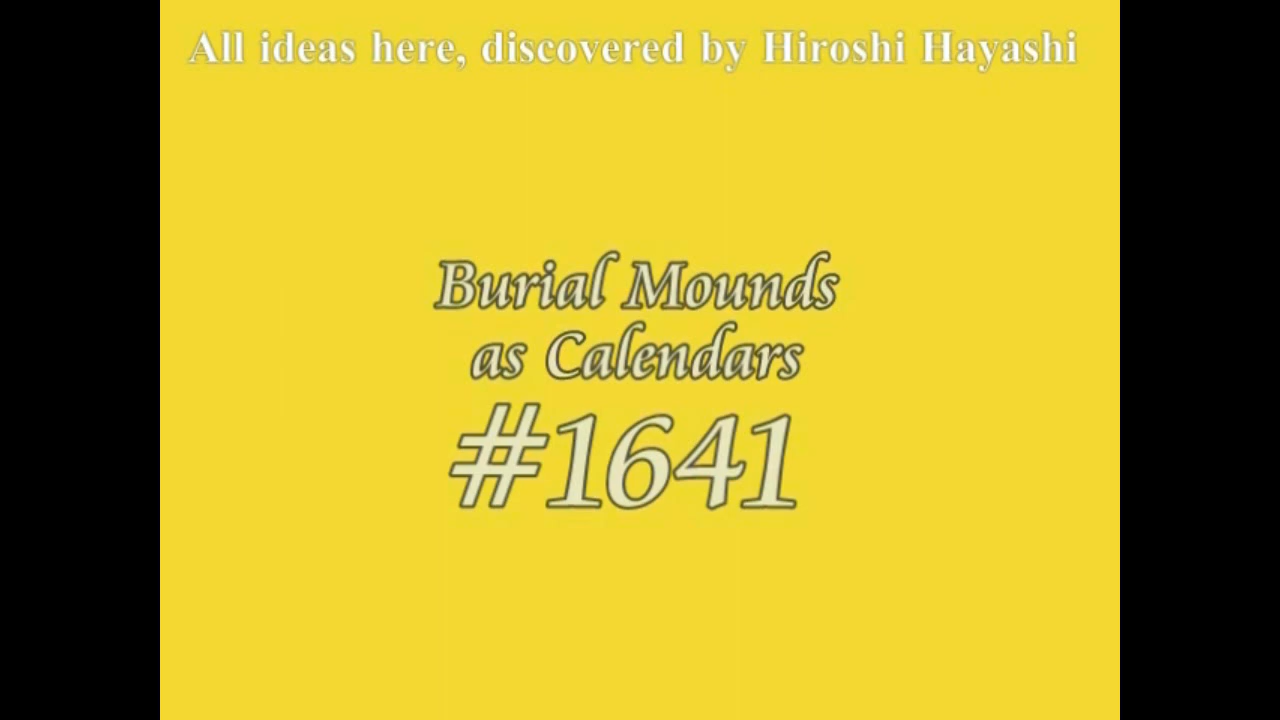 All ideas here, discovered by Hiroshi Hayashi
Burial Mounds
as Calendars
#1641